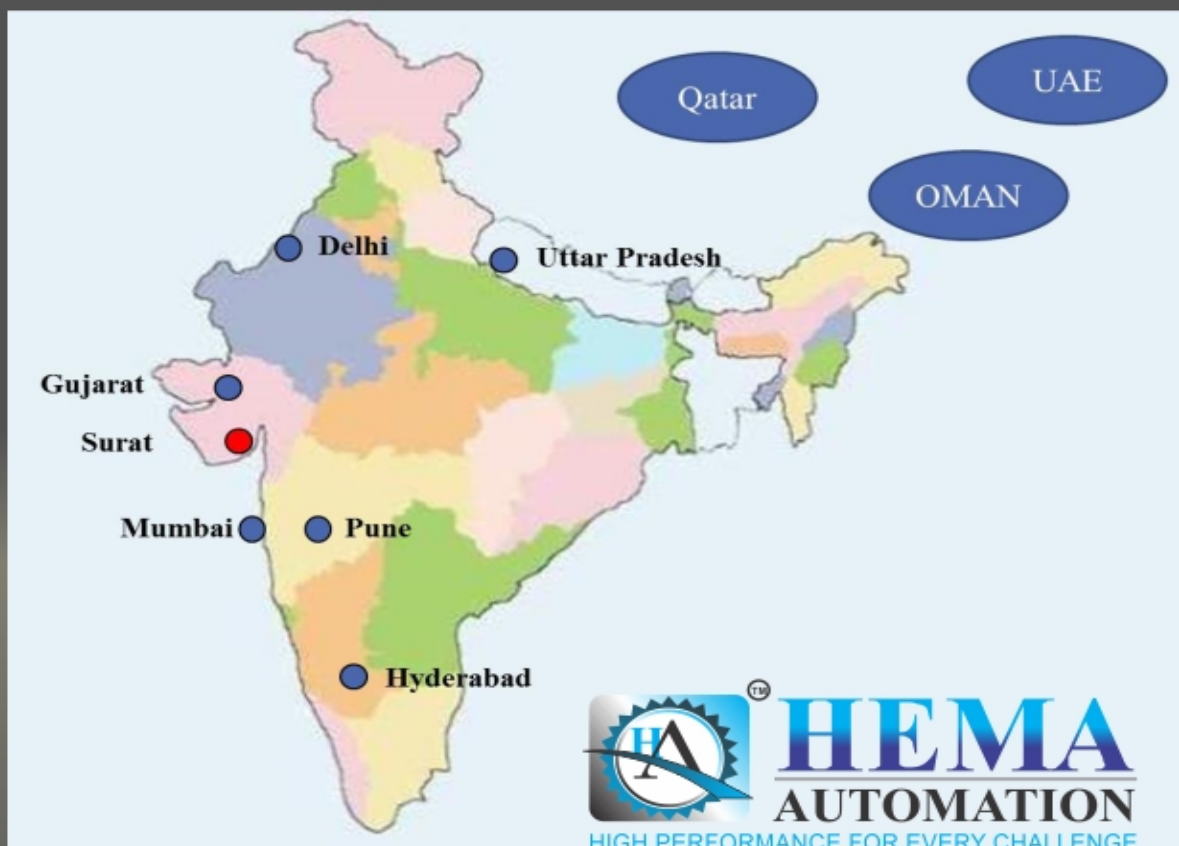 Qatar
UAE
OMAN
Delhi
Uttar Pradesh
Gujarat
Surat
Mumbai
Pune
Hyderabad
HA
TM
HEMA
AUTOMATION
HIGH PERFORMANCE FOR EVERY CHALLENGE